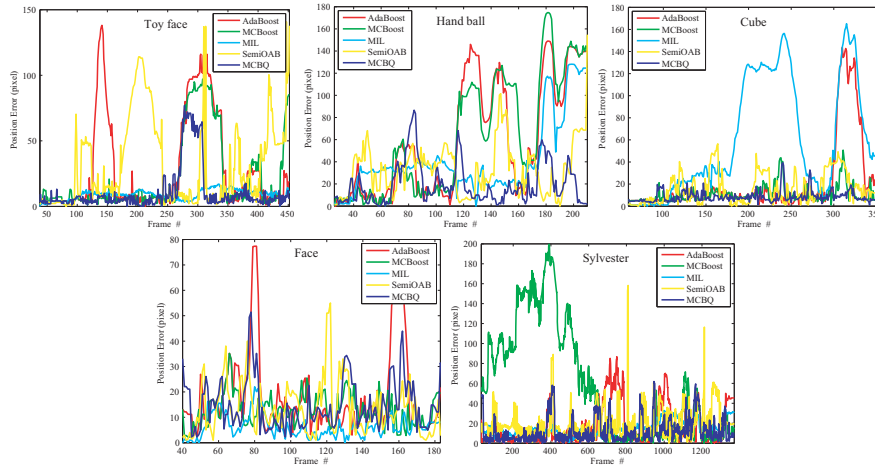 Toy face
AdaBoost
MCBoost
MIL
SemiOAB
MCBQ
Position Error (pixel)
150
100
50
0
50 100 150 200 250 300 350 400 450
Frame #
Hand ball
AdaBoost
MCBoost
MIL
SemiOAB
MCBQ
Position Error (pixel)
180
160
140
120
100
80
60
40
20
0
40 60 80 100 120 140 160 180 200
Frame #
Cube
AdaBoost
MCBoost
MIL
SemiOAB
MCBQ
Position Error (pixel)
180
160
140
120
100
80
60
40
20
0
100 150 200 250 300 35
Frame #
Face
AdaBoost
MCBoost
MIL
SemiOAB
MCBQ
Position Error (pixel)
80
70
60
50
40
30
20
10
0
40 60 80 100 120 140 160 180
Frame #
Sylvester
AdaBoost
MCBoost
MIL
SemiOAB
MCBQ
Position Error (pixel)
200
180
160
140
120
100
80
60
40
20
0
200 400 600 800 1000 1200
Frame #